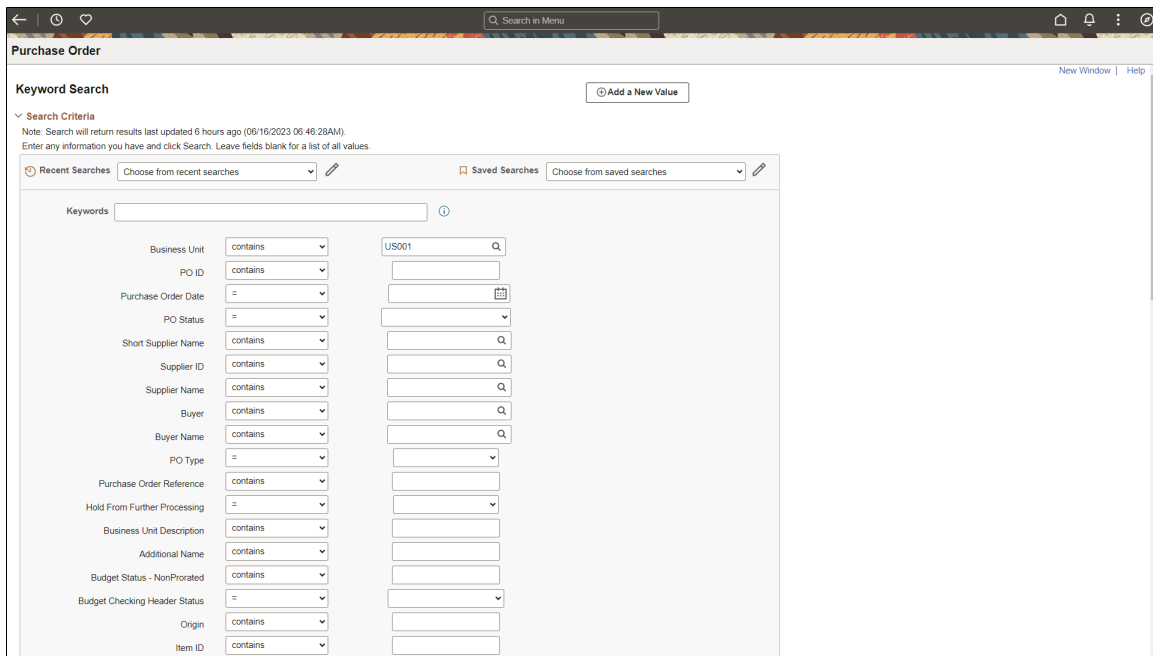 Search in Menu
Purchase Order
New Window | Help
Keyword Search
Add a New Value
Search Criteria
Note: Search will return results last updated 6 hours ago (06/16/2023 06:46:28AM).
Enter any information you have and click Search. Leave fields blank for a list of all values.
Recent Searches Choose from recent searches Saved Searches Choose from saved searches
Keywords
Business Unit contains US001
PO ID contains
Purchase Order Date =
PO Status =
Short Supplier Name contains
Supplier ID contains
Supplier Name contains
Buyer contains
Buyer Name contains
PO Type =
Purchase Order Reference contains
Hold From Further Processing =
Business Unit Description contains
Additional Name contains
Budget Status - NonProrated contains
Budget Checking Header Status =
Origin contains
Item ID contains